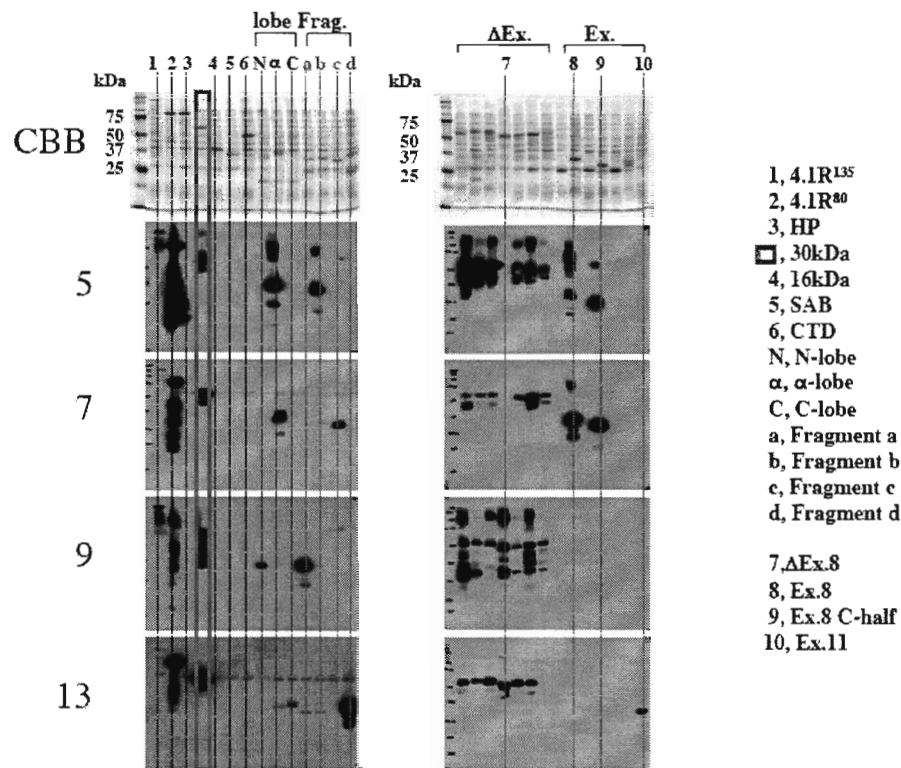 lobe Frag.
1 2 3 4 5 6 N α C a b c d
kDa
CBB
75
50
37
25
5
7
9
13
ΔEx. Ex.
7 8 9 10
kDa
75
50
37
25
1, 4.1R¹³⁵
2, 4.1R⁸⁰
3, HP
, 30kDa
4, 16kDa
5, SAB
6, CTD
N, N-lobe
α, α-lobe
C, C-lobe
a, Fragment a
b, Fragment b
c, Fragment c
d, Fragment d
7,ΔEx.8
8, Ex.8
9, Ex.8 C-half
10, Ex.11